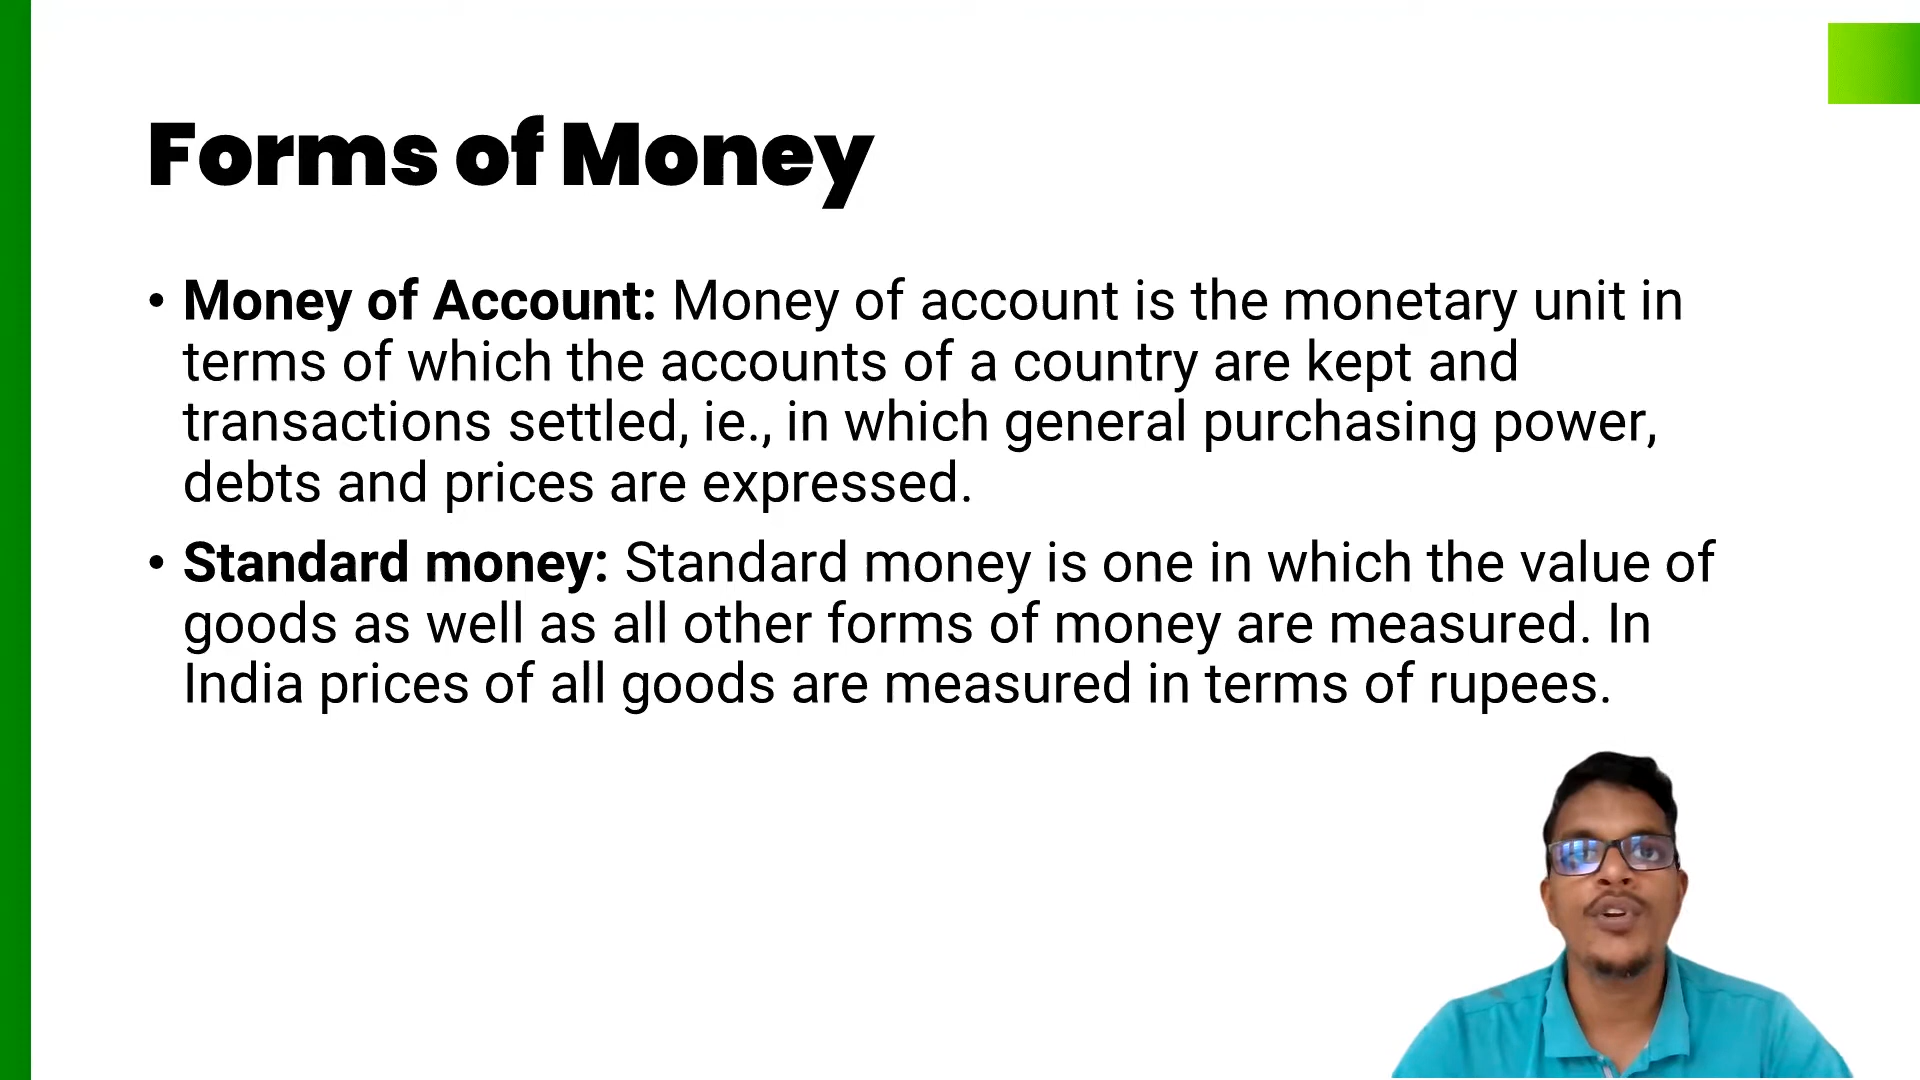 Forms of Money
• Money of Account: Money of account is the monetary unit in
terms of which the accounts of a country are kept and
transactions settled, ie., in which general purchasing power,
debts and prices are expressed.
• Standard money: Standard money is one in which the value of
goods as well as all other forms of money are measured. In
India prices of all goods are measured in terms of rupees.